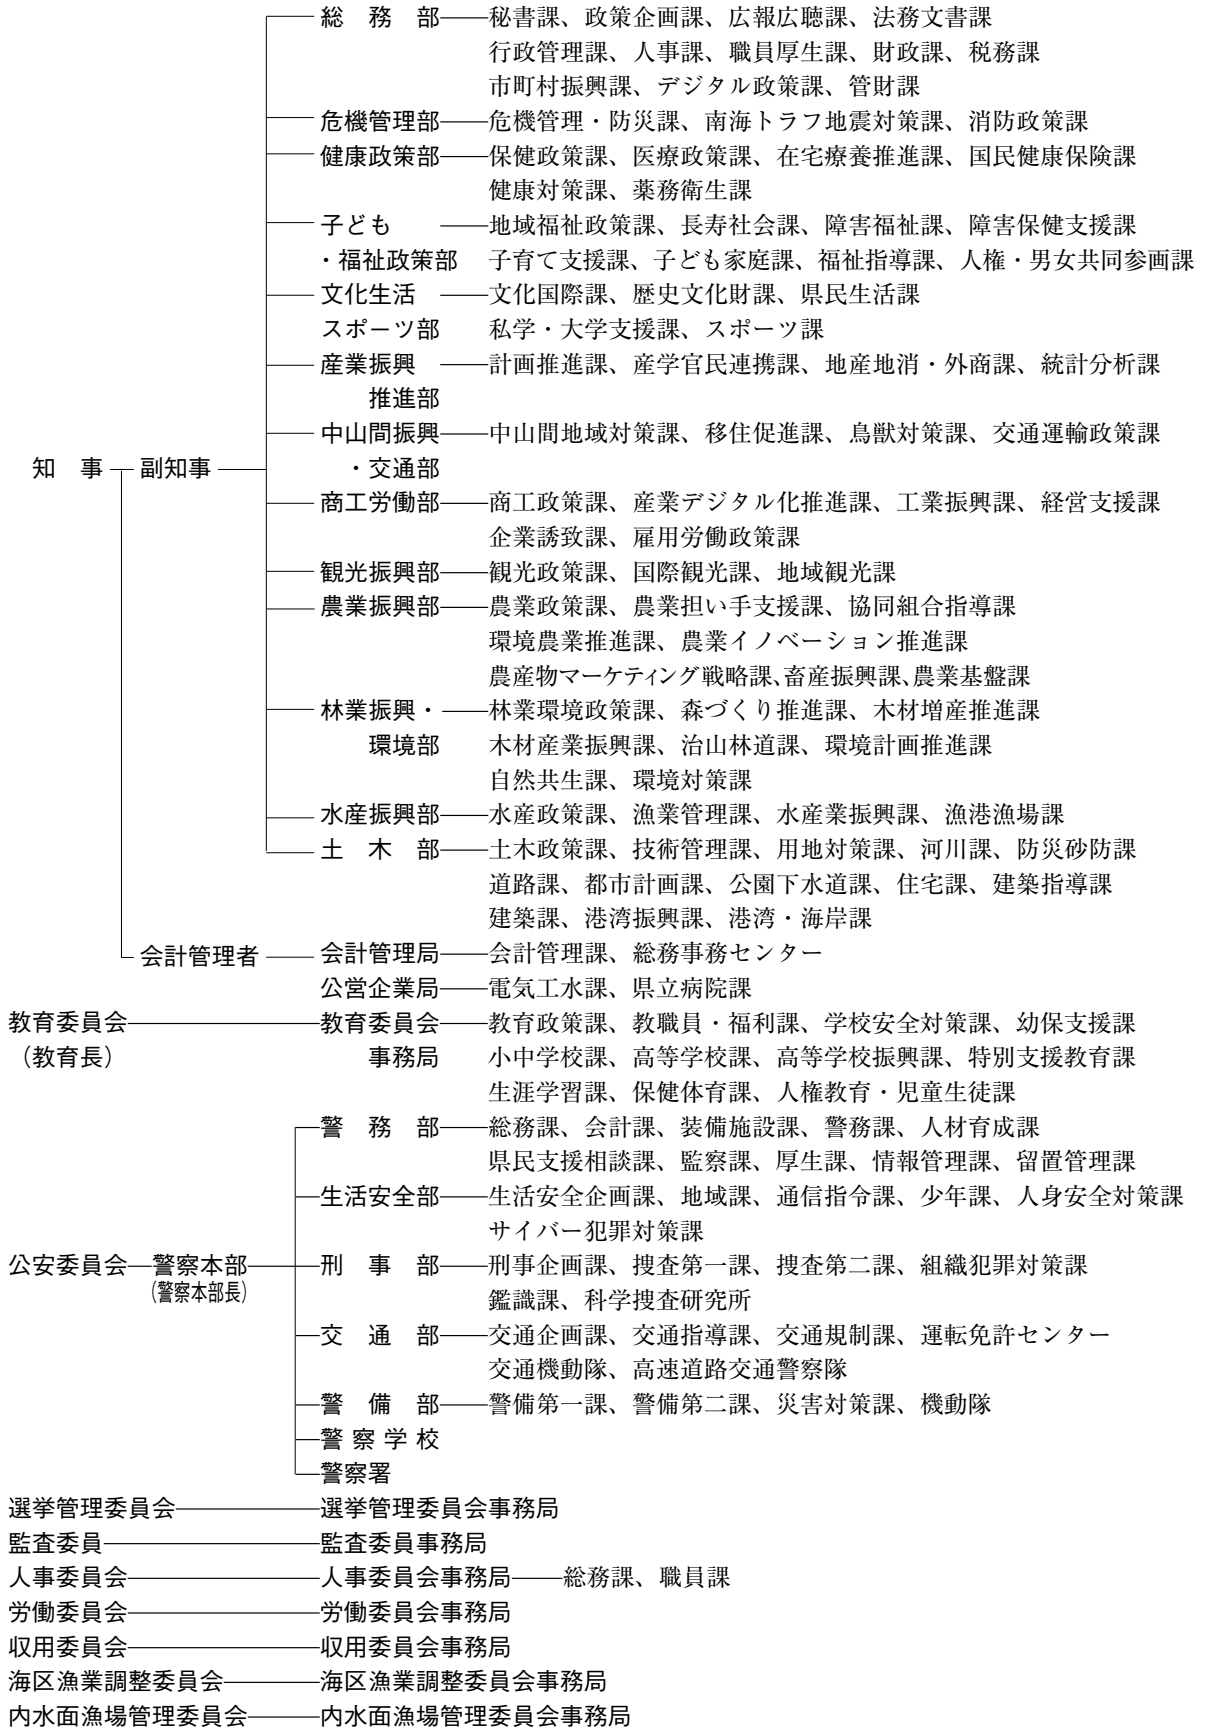 総務部――秘書課、政策企画課、広報広聴課、法務文書課
行政管理課、人事課、職員厚生課、財政課、税務課
市町村振興課、デジタル政策課、管財課
危機管理部――危機管理・防災課、南海トラフ地震対策課、消防政策課
健康政策部――保健政策課、医療政策課、在宅療養推進課、国民健康保険課
健康対策課、薬務衛生課
子ども――地域福祉政策課、長寿社会課、障害福祉課、障害保健支援課
・福祉政策部 子育て支援課、子ども家庭課、福祉指導課、人権・男女共同参画課
文化生活――文化国際課、歴史文化財課、県民生活課
スポーツ部 私学・大学支援課、スポーツ課
産業振興――計画推進課、産学官民連携課、地産地消・外商課、統計分析課
推進部
中山間振興――中山間地域対策課、移住促進課、鳥獣対策課、交通運輸政策課
知事 副知事 ・交通部
商工労働部――商工政策課、産業デジタル化推進課、工業振興課、経営支援課
企業誘致課、雇用労働政策課
観光振興部――観光政策課、国際観光課、地域観光課
農業振興部――農業政策課、農業担い手支援課、協同組合指導課
環境農業推進課、農業イノベーション推進課
農産物マーケティング戦略課、畜産振興課、農業基盤課
林業振興・――林業環境政策課、森づくり推進課、木材増産推進課
環境部 木材産業振興課、治山林道課、環境計画推進課
自然共生課、環境対策課
水産振興部――水産政策課、漁業管理課、水産業振興課、漁港漁場課
土木部――土木政策課、技術管理課、用地対策課、河川課、防災砂防課
道路課、都市計画課、公園下水道課、住宅課、建築指導課
建築課、港湾振興課、港湾・海岸課
会計管理者――会計管理局――会計管理課、総務事務センター
公営企業局――電気工水課、県立病院課
教育委員会――教育委員会――教育政策課、教職員・福利課、学校安全対策課、幼保支援課
（教育長） 事務局 小中学校課、高等学校課、高等学校振興課、特別支援教育課
生涯学習課、保健体育課、人権教育・児童生徒課
警務部――総務課、会計課、装備施設課、警務課、人材育成課
県民支援相談課、監察課、厚生課、情報管理課、留置管理課
生活安全部――生活安全企画課、地域課、通信指令課、少年課、人身安全対策課
サイバー犯罪対策課
公安委員会―警察本部――刑事部――刑事企画課、捜査第一課、捜査第二課、組織犯罪対策課
（警察本部長） 鑑識課、科学捜査研究所
交通部――交通企画課、交通指導課、交通規制課、運転免許センター
交通機動隊、高速道路交通警察隊
警備部――警備第一課、警備第二課、災害対策課、機動隊
警察学校
警察署
選挙管理委員会――選挙管理委員会事務局
監査委員――監査委員事務局
人事委員会――人事委員会事務局――総務課、職員課
労働委員会――労働委員会事務局
収用委員会――収用委員会事務局
海区漁業調整委員会――海区漁業調整委員会事務局
内水面漁場管理委員会――内水面漁場管理委員会事務局